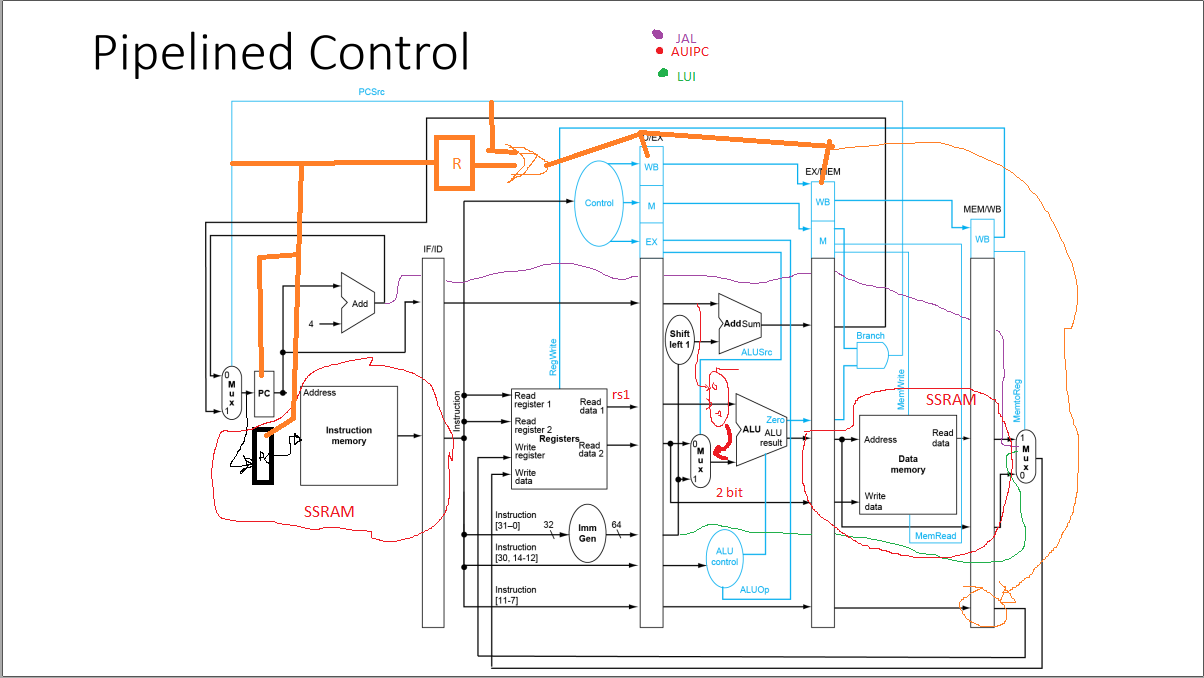 Pipelined Control
JAL
AUIPC
LUI
PCSrc
R
ID/EX
WB
EX/MEM
Control
M
WB
MEM/WB
EX
M
WB
IF/ID
Add
4
Shift
left 1
AddSum
ALUSrc
Branch
RegWrite
MemWrite
MemtoReg
0
M
u
x
1
PC
Address
Instruction
memory
SSRAM
Instruction
Read
register 1
Read
register 2
Write
register
Write
data
Registers
Read
data 1
Read
data 2
rs1
0
M
u
x
1
2 bit
ALU
Zero
ALU
result
SSRAM
Address
Read
data
Data
memory
Write
data
MemRead
1
M
u
x
0
Instruction
[31–0]
32
Imm
Gen
64
Instruction
[30, 14-12]
ALU
control
ALUOp
Instruction
[11-7]